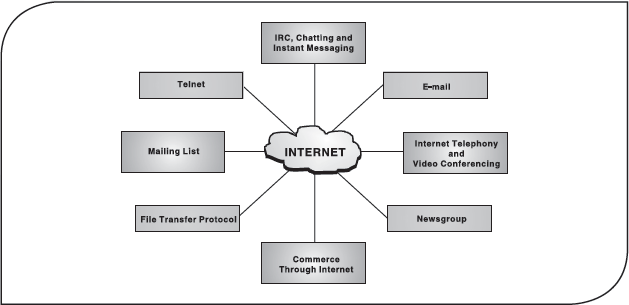 IRC, Chatting and
Instant Messaging
Telnet
E-mail
Mailing List
INTERNET
Internet Telephony
and
Video Conferencing
File Transfer Protocol
Newsgroup
Commerce
Through Internet